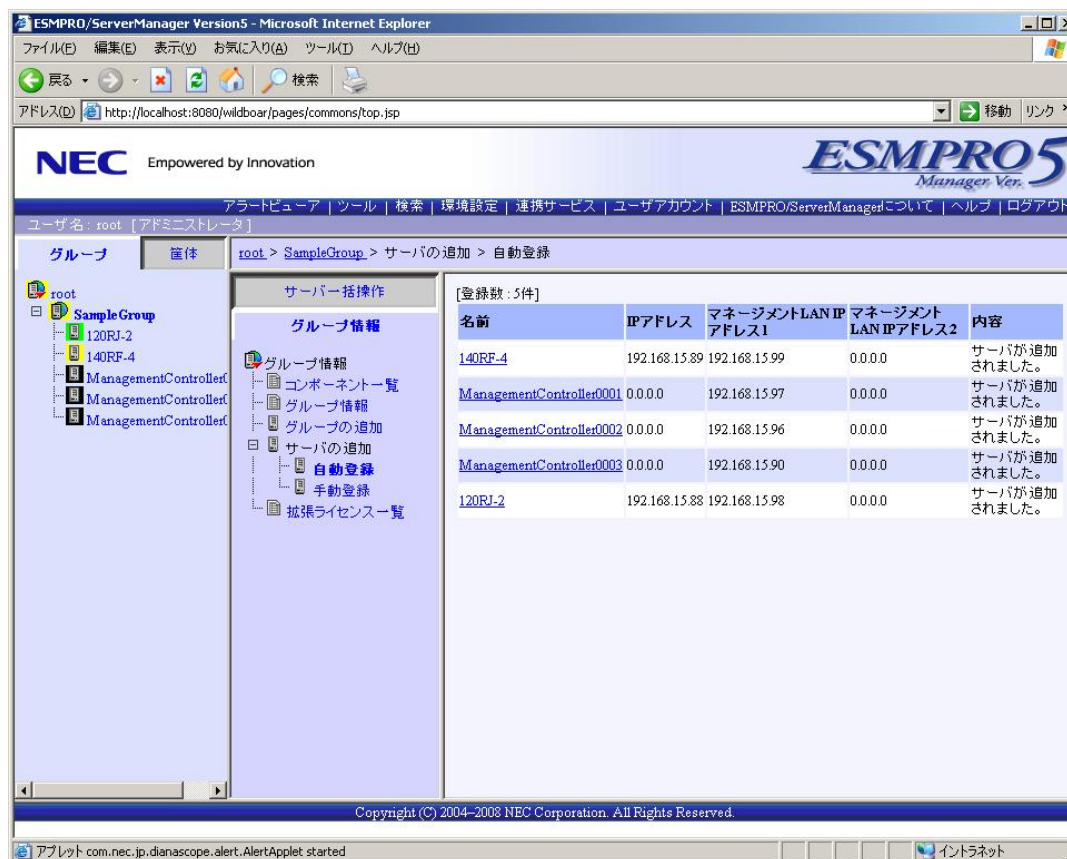 ESMPRO/ServerManager Version5 - Microsoft Internet Explorer
ファイル(F) 編集(E) 表示(V) お気に入り(A) ツール(T) ヘルプ(H)
戻る 検索
アドレス(D) http://localhost:8080/wildboar/pages/commons/top.jsp 移動 リンク
NEC Empowered by Innovation
ESMPRO5
Manager Ver.
アラートビューア | ツール | 検索 | 環境設定 | 連携サービス | ユーザアカウント | ESMPRO/ServerManagerについて | ヘルプ | ログアウト
ユーザ名 : root [アドミニストレータ]
グループ 筐体
root > SampleGroup > サーバの追加 > 自動登録
root
SampleGroup
120RJ-2
140RF-4
ManagementController
ManagementController
ManagementController
サーバー括操作
グループ情報
グループ情報
コンポーネント一覧
グループ情報
グループの追加
サーバの追加
自動登録
手動登録
拡張ライセンス一覧
[登録数 : 5件]
名前 IPアドレス マネージメントLAN IPアドレス1 マネージメントLAN IPアドレス2 内容
140RF-4 192.168.15.89 192.168.15.99 0.0.0.0 サーバが追加されました。
ManagementController0001 0.0.0.0 192.168.15.97 0.0.0.0 サーバが追加されました。
ManagementController0002 0.0.0.0 192.168.15.96 0.0.0.0 サーバが追加されました。
ManagementController0003 0.0.0.0 192.168.15.90 0.0.0.0 サーバが追加されました。
120RJ-2 192.168.15.88 192.168.15.98 0.0.0.0 サーバが追加されました。
Copyright (C) 2004–2008 NEC Corporation. All Rights Reserved.
アプレット com.nec.jp.dianascope.alert.AlertApplet started イントラネット